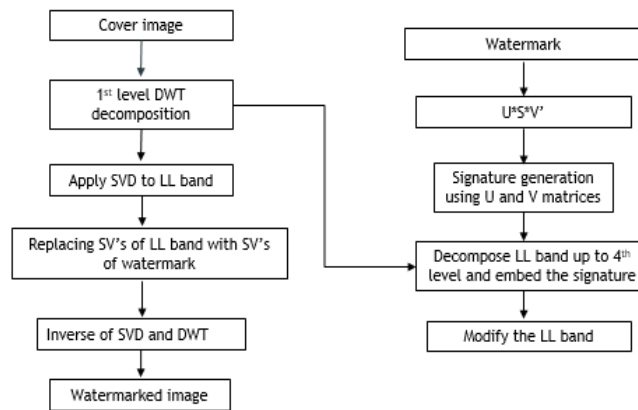 Cover image
1st level DWT
decomposition
Apply SVD to LL band
Replacing SV's of LL band with SV's
of watermark
Inverse of SVD and DWT
Watermarked image
Watermark
U*S*V'
Signature generation
using U and V matrices
Decompose LL band up to 4th
level and embed the signature
Modify the LL band